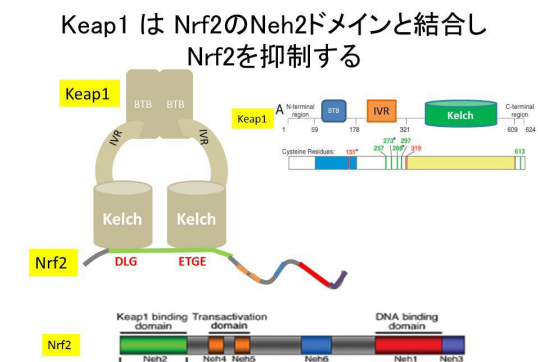 Keap1 は Nrf2のNeh2ドメインと結合し
Nrf2を抑制する
Keap1
BTB BTB
IVR IVR
Kelch Kelch
Nrf2
DLG ETGE
A N-terminal region BTB IVR Kelch C-terminal region
Keap1
1 59 178 321 609 624
Cysteine Residues: 151* 257 273* 288* 297 319 613
Keap1 binding domain Transactivation domain DNA binding domain
Nrf2
Neh2 Neh4 Neh5 Neh6 Neh1 Neh3